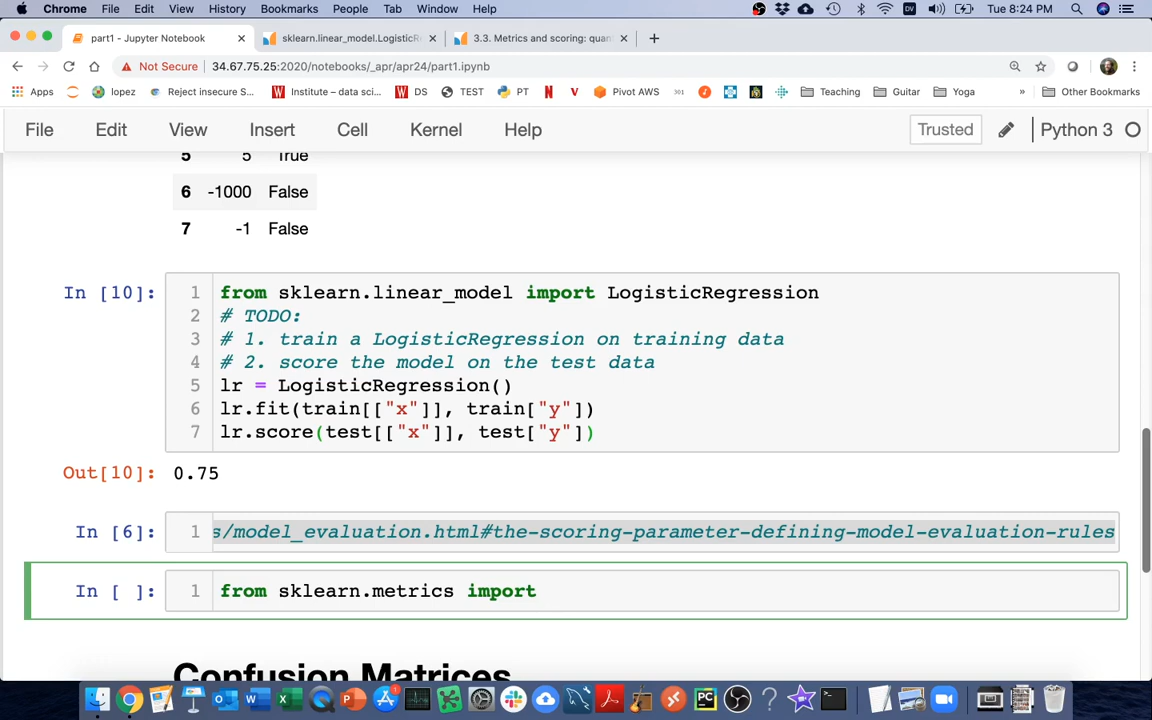 Chrome File Edit View History Bookmarks People Tab Window Help DV Tue 8:24 PM
part1 - Jupyter Notebook sklearn.linear_model.LogisticR 3.3. Metrics and scoring: quan
Not Secure 34.67.75.25:2020/notebooks/_apr/apr24/part1.ipynb
Apps lopez Reject insecure S... Institute – data sci... DS TEST PT Pivot AWS 301 Teaching Guitar Yoga » Other Bookmarks
File Edit View Insert Cell Kernel Help Trusted Python 3
5 5 True
6 -1000 False
7 -1 False
In [10]: 1 from sklearn.linear_model import LogisticRegression
2 # TODO:
3 # 1. train a LogisticRegression on training data
4 # 2. score the model on the test data
5 lr = LogisticRegression()
6 lr.fit(train[["x"]], train["y"])
7 lr.score(test[["x"]], test["y"])
Out[10]: 0.75
In [6]: 1 s/model_evaluation.html#the-scoring-parameter-defining-model-evaluation-rules
In [ ]: 1 from sklearn.metrics import
Confusion Matrices